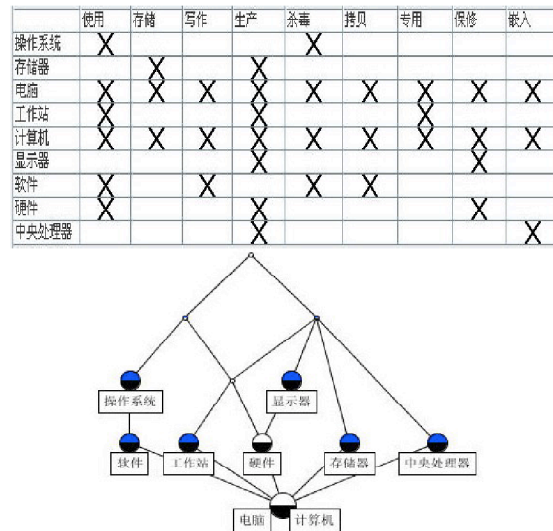 使用 存储 写作 生产 杀毒 拷贝 专用 保修 嵌入
操作系统 X X
存储器 X X
电脑 X X X X X X X X X
工作站 X X X
计算机 X X X X X X X X X
显示器 X X
软件 X X X X
硬件 X X X
中央处理器 X X
操作系统 显示器
软件 工作站 硬件 存储器 中央处理器
电脑 计算机